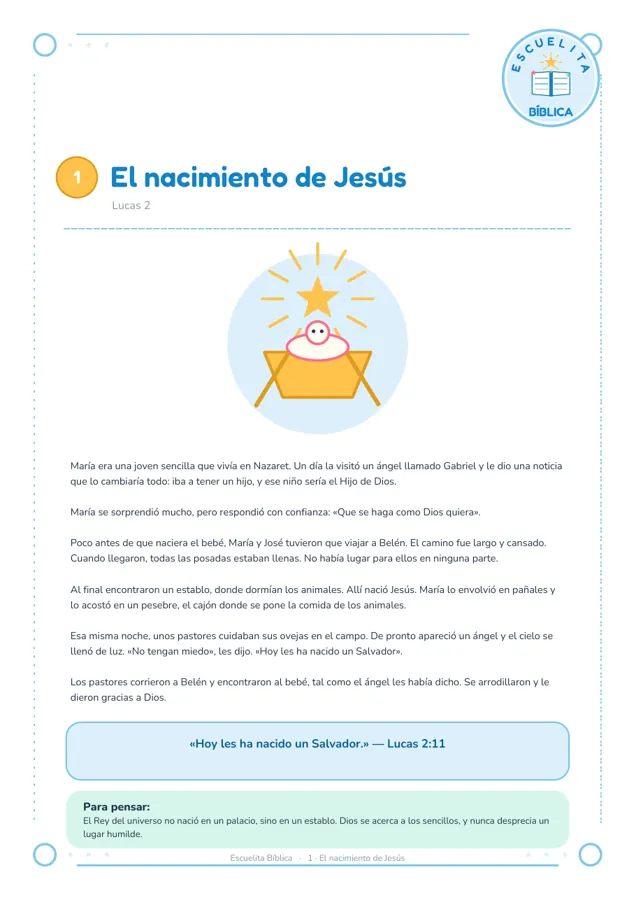 ESCUELITA
BÍBLICA
1
El nacimiento de Jesús
Lucas 2
María era una joven sencilla que vivía en Nazaret. Un día la visitó un ángel llamado Gabriel y le dio una noticia
que lo cambiaría todo: iba a tener un hijo, y ese niño sería el Hijo de Dios.
María se sorprendió mucho, pero respondió con confianza: «Que se haga como Dios quiera».
Poco antes de que naciera el bebé, María y José tuvieron que viajar a Belén. El camino fue largo y cansado.
Cuando llegaron, todas las posadas estaban llenas. No había lugar para ellos en ninguna parte.
Al final encontraron un establo, donde dormían los animales. Allí nació Jesús. María lo envolvió en pañales y
lo acostó en un pesebre, el cajón donde se pone la comida de los animales.
Esa misma noche, unos pastores cuidaban sus ovejas en el campo. De pronto apareció un ángel y el cielo se
llenó de luz. «No tengan miedo», les dijo. «Hoy les ha nacido un Salvador».
Los pastores corrieron a Belén y encontraron al bebé, tal como el ángel les había dicho. Se arrodillaron y le
dieron gracias a Dios.
«Hoy les ha nacido un Salvador.» — Lucas 2:11
Para pensar:
El Rey del universo no nació en un palacio, sino en un establo. Dios se acerca a los sencillos, y nunca desprecia un
lugar humilde.
Escuelita Bíblica · 1 · El nacimiento de Jesús